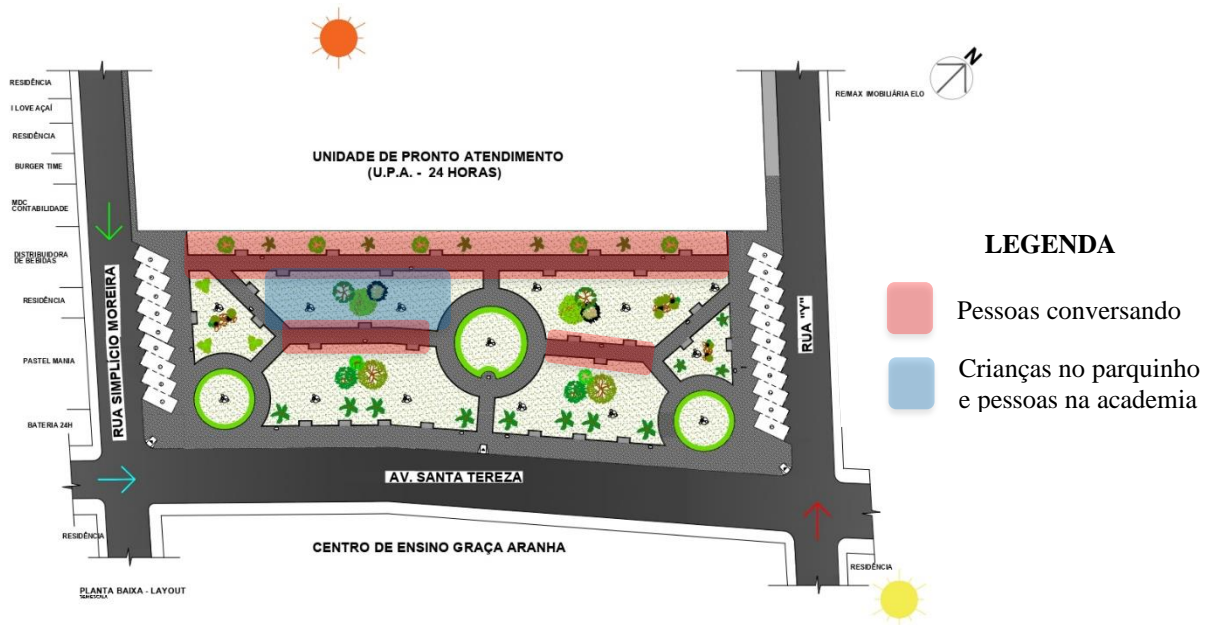 N
RESIDÊNCIA
I LOVE AÇAÍ
RESIDÊNCIA
BURGER TIME
MDC
CONTABILIDADE
DISTRIBUIDORA
DE BEBIDAS
RESIDÊNCIA
PASTEL MANIA
BATERIA 24H
RESIDÊNCIA
RUA SIMPLÍCIO MOREIRA
UNIDADE DE PRONTO ATENDIMENTO
(U.P.A. - 24 HORAS)
RE/MAX IMOBILIÁRIA ELO
RUA "Y"
AV. SANTA TEREZA
CENTRO DE ENSINO GRAÇA ARANHA
RESIDÊNCIA
PLANTA BAIXA - LAYOUT
LEGENDA
Pessoas conversando
Crianças no parquinho
e pessoas na academia